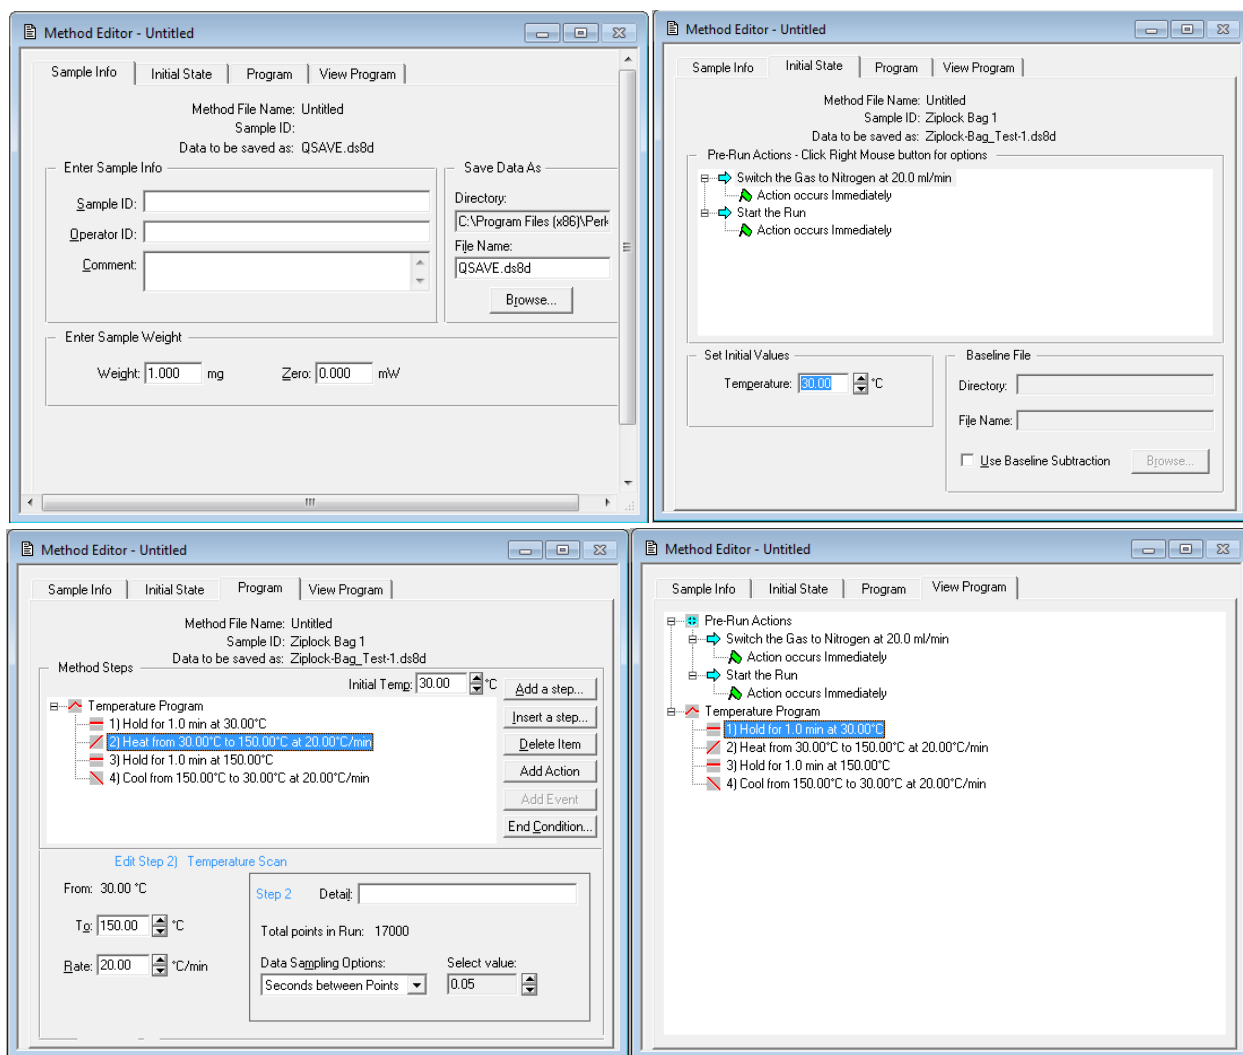 Method Editor - Untitled
Sample Info
Initial State
Program
View Program
Method File Name: Untitled
Sample ID:
Data to be saved as: QSAVE.ds8d
Enter Sample Info
Sample ID:
Operator ID:
Comment:
Save Data As
Directory:
C:\Program Files (x86)\Perk
File Name:
QSAVE.ds8d
Browse...
Enter Sample Weight
Weight: 1.000 mg
Zero: 0.000 mW
Method Editor - Untitled
Sample Info
Initial State
Program
View Program
Method File Name: Untitled
Sample ID: Ziplock Bag 1
Data to be saved as: Ziplock-Bag_Test-1.ds8d
Pre-Run Actions - Click Right Mouse button for options
Switch the Gas to Nitrogen at 20.0 ml/min
Action occurs Immediately
Start the Run
Action occurs Immediately
Set Initial Values
Temperature: 30.00 °C
Baseline File
Directory:
File Name:
Use Baseline Subtraction
Browse...
Method Editor - Untitled
Sample Info
Initial State
Program
View Program
Method File Name: Untitled
Sample ID: Ziplock Bag 1
Data to be saved as: Ziplock-Bag_Test-1.ds8d
Method Steps
Initial Temp: 30.00 °C
Temperature Program
1) Hold for 1.0 min at 30.00°C
2) Heat from 30.00°C to 150.00°C at 20.00°C/min
3) Hold for 1.0 min at 150.00°C
4) Cool from 150.00°C to 30.00°C at 20.00°C/min
Add a step...
Insert a step...
Delete Item
Add Action
Add Event
End Condition...
Edit Step 2) Temperature Scan
From: 30.00 °C
To: 150.00 °C
Rate: 20.00 °C/min
Step 2 Detail:
Total points in Run: 17000
Data Sampling Options:
Seconds between Points
Select value:
0.05
Method Editor - Untitled
Sample Info
Initial State
Program
View Program
Pre-Run Actions
Switch the Gas to Nitrogen at 20.0 ml/min
Action occurs Immediately
Start the Run
Action occurs Immediately
Temperature Program
1) Hold for 1.0 min at 30.00°C
2) Heat from 30.00°C to 150.00°C at 20.00°C/min
3) Hold for 1.0 min at 150.00°C
4) Cool from 150.00°C to 30.00°C at 20.00°C/min